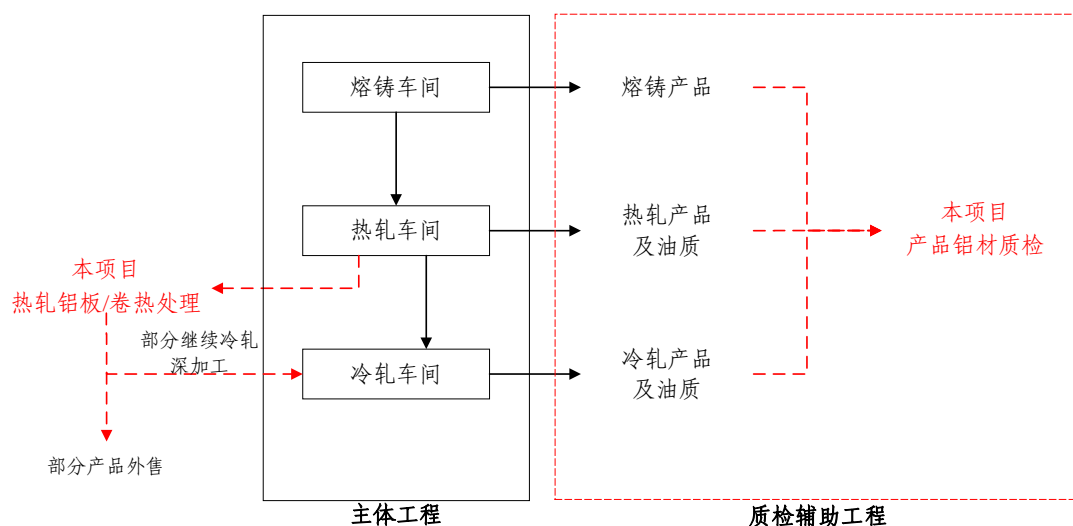 熔铸车间
熔铸产品
热轧车间
热轧产品
及油质
本项目
产品铝材质检
本项目
热轧铝板/卷热处理
部分继续冷轧
深加工
冷轧车间
冷轧产品
及油质
部分产品外售
主体工程
质检辅助工程